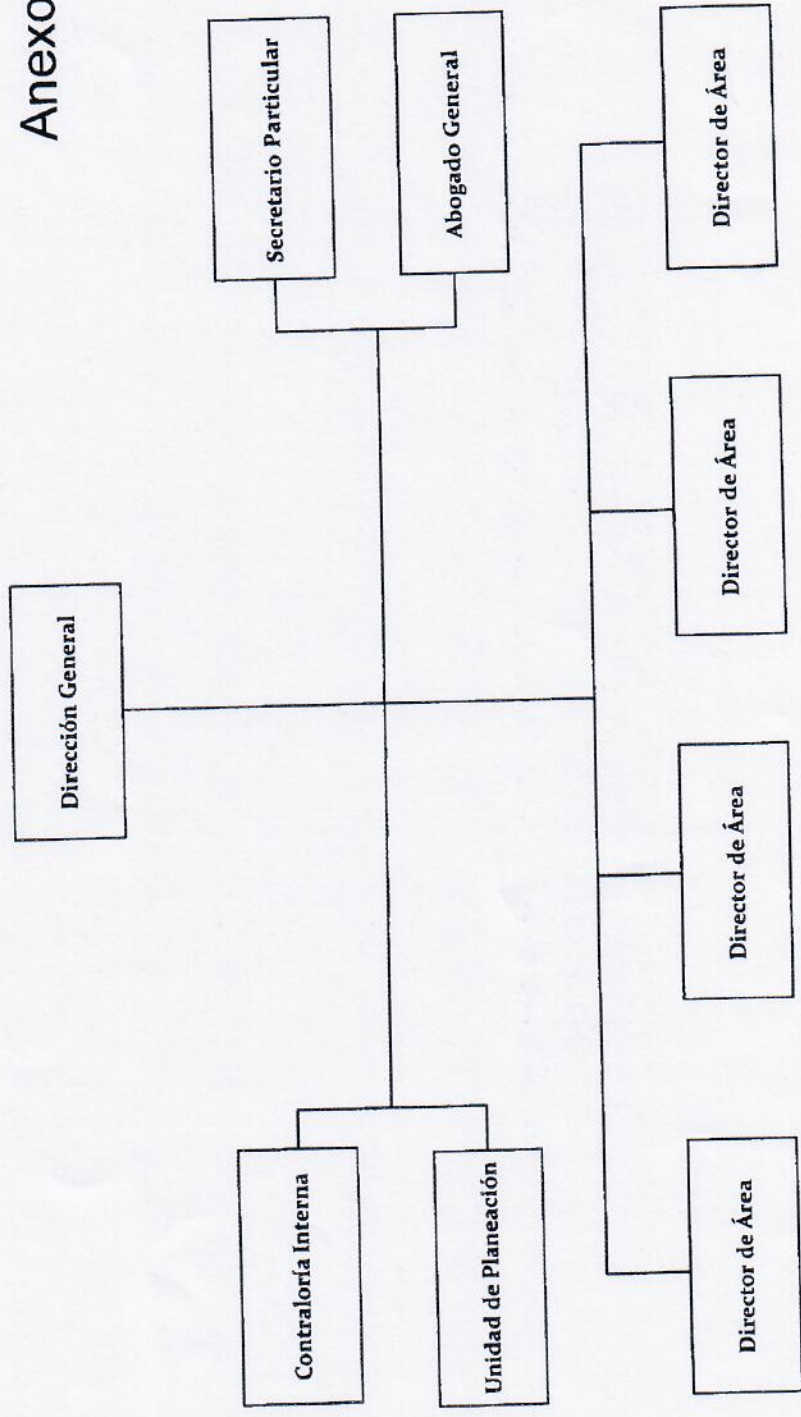 Anexo
Dirección General
Contraloría Interna
Secretario Particular
Unidad de Planeación
Abogado General
Director de Área
Director de Área
Director de Área
Director de Área